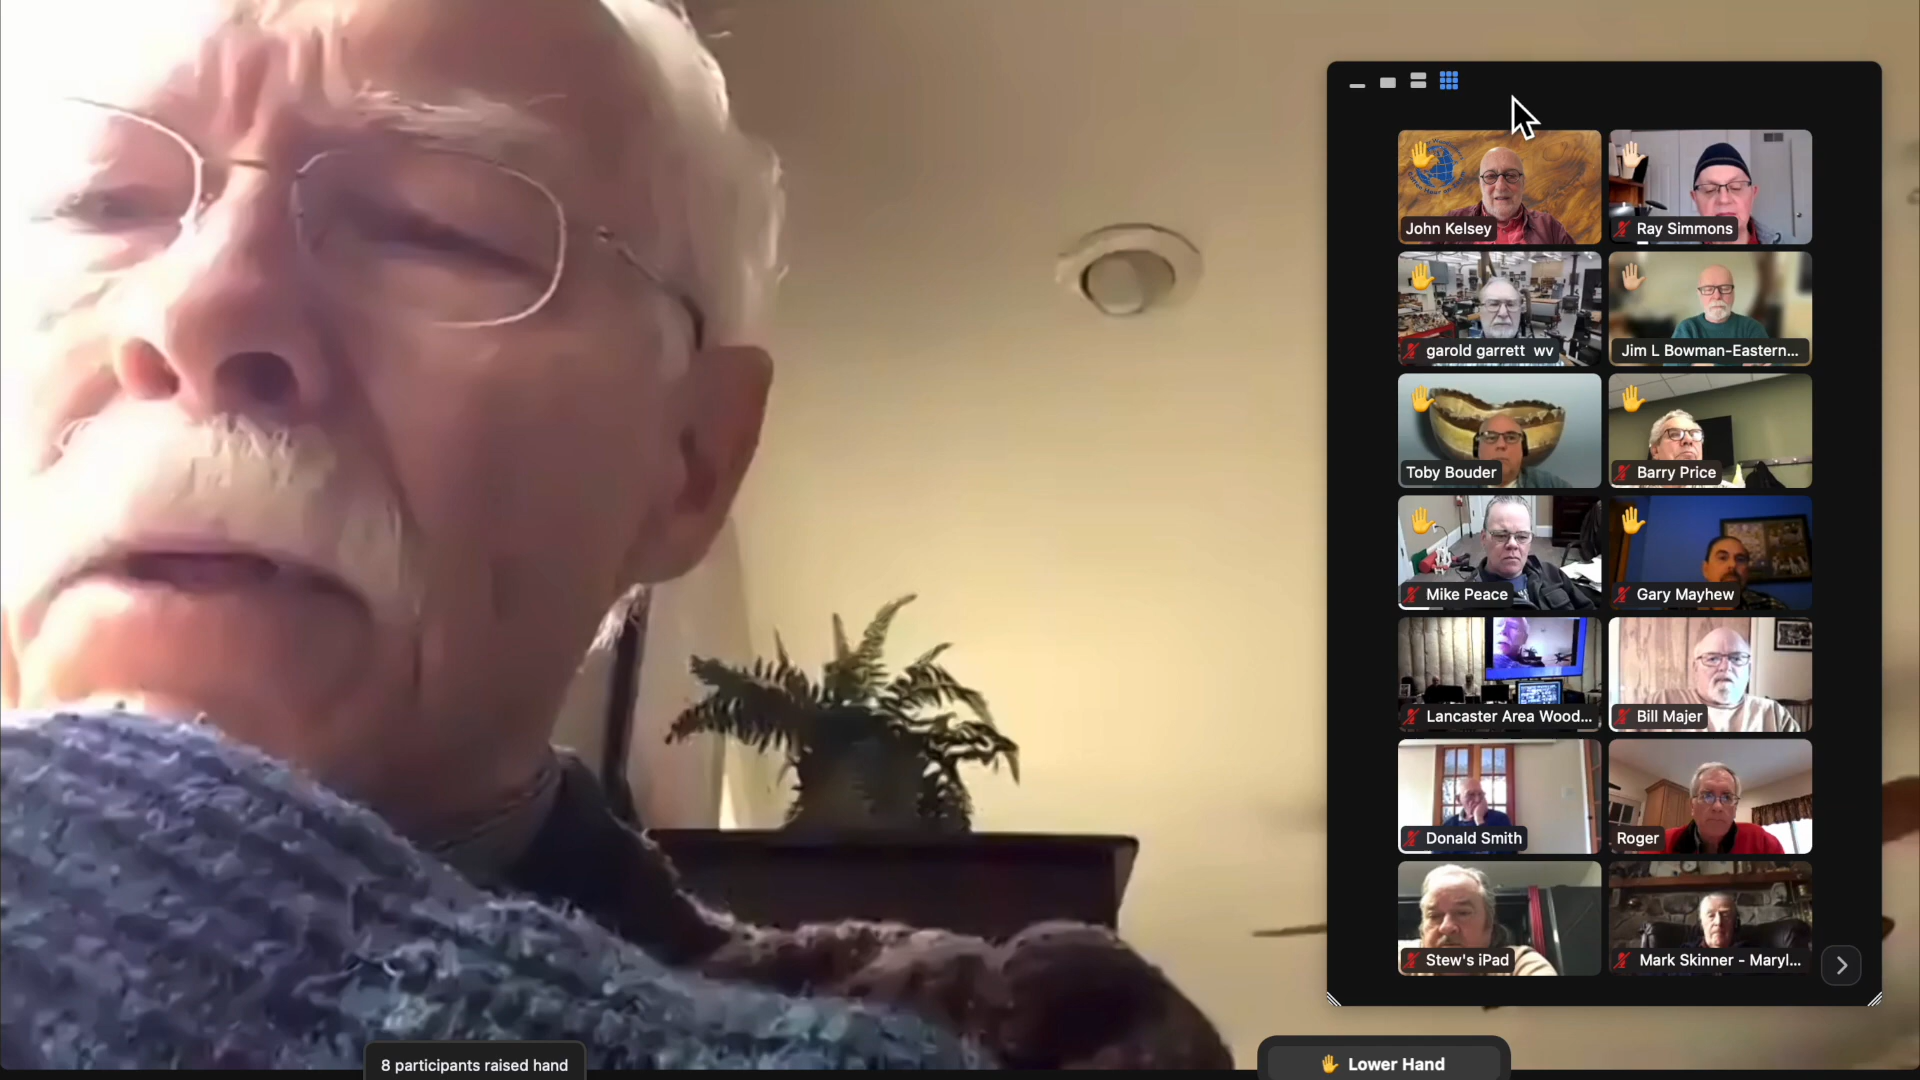 John Kelsey
Ray Simmons
garold garrett wv
Jim L Bowman-Eastern...
Toby Bouder
Barry Price
Mike Peace
Gary Mayhew
Lancaster Area Wood...
Bill Majer
Donald Smith
Roger
Stew's iPad
Mark Skinner - Maryl...
8 participants raised hand
Lower Hand